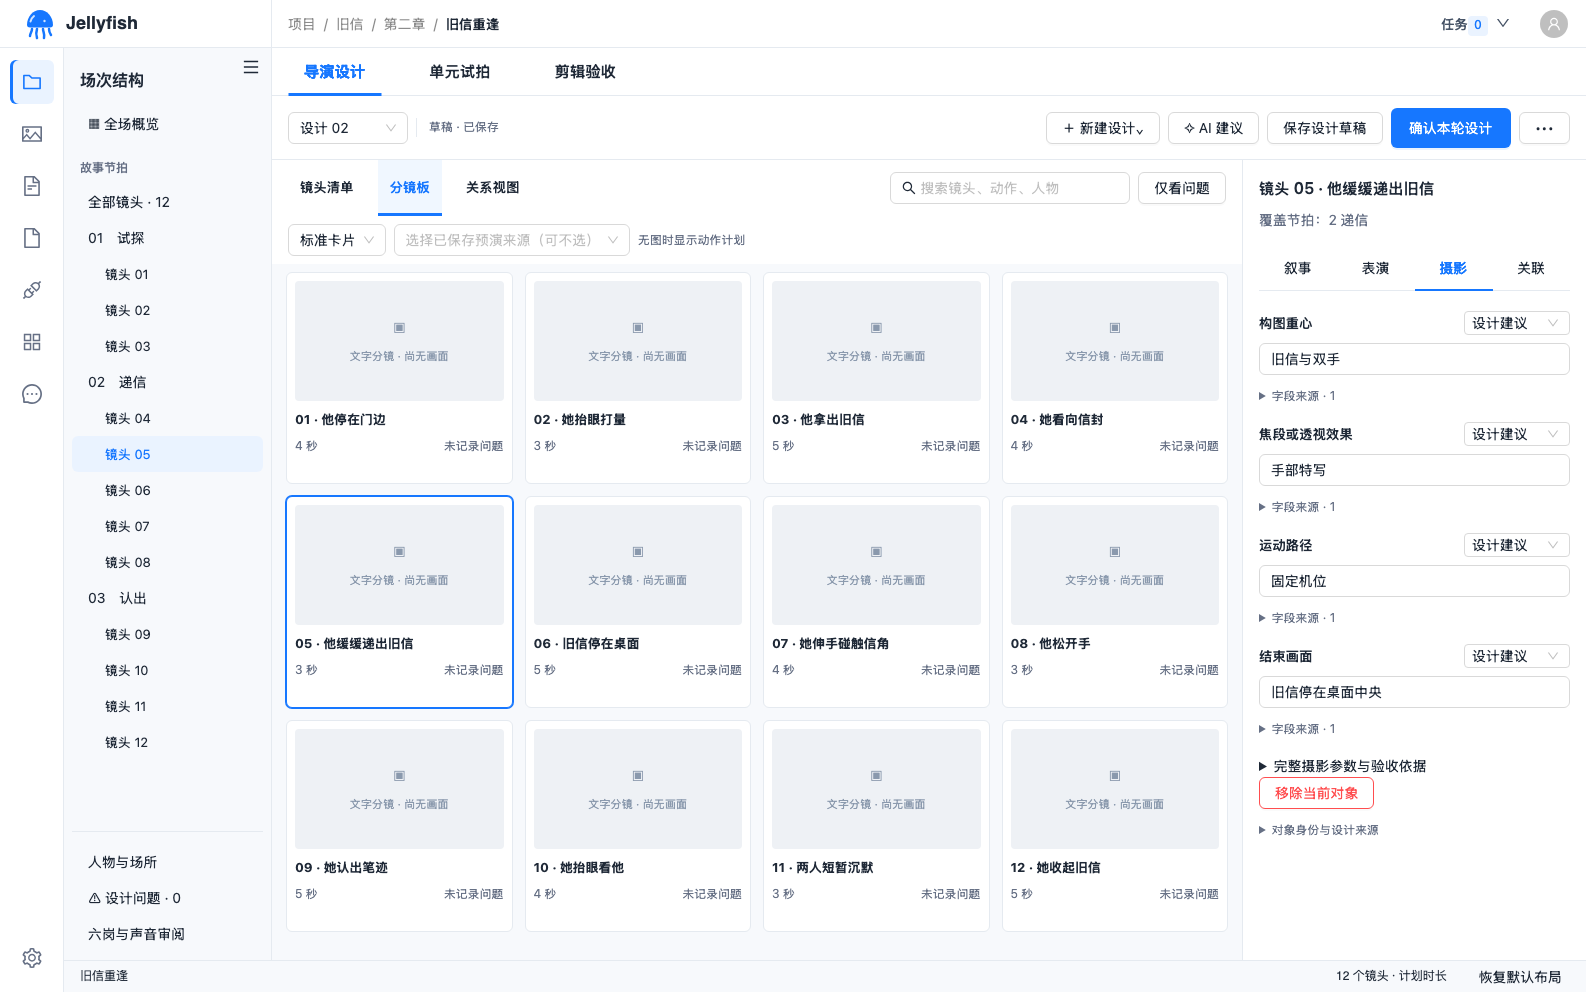 Jellyfish
项目 / 旧信 / 第二章 / 旧信重逢
任务 0
场次结构
全场概览
故事节拍
全部镜头 · 12
01 试探
镜头 01
镜头 02
镜头 03
02 递信
镜头 04
镜头 05
镜头 06
镜头 07
镜头 08
03 认出
镜头 09
镜头 10
镜头 11
镜头 12
人物与场所
设计问题 · 0
六岗与声音审阅
导演设计 单元试拍 剪辑验收
设计 02
草稿 · 已保存
+ 新建设计
AI 建议
保存设计草稿
确认本轮设计
...
镜头清单 分镜板 关系视图
搜索镜头、动作、人物
仅看问题
标准卡片
选择已保存预演来源（可不选）
无图时显示动作计划
文字分镜 · 尚无画面
01 · 他停在门边
4 秒 未记录问题
文字分镜 · 尚无画面
02 · 她抬眼打量
3 秒 未记录问题
文字分镜 · 尚无画面
03 · 他拿出旧信
5 秒 未记录问题
文字分镜 · 尚无画面
04 · 她看向信封
4 秒 未记录问题
文字分镜 · 尚无画面
05 · 他缓缓递出旧信
3 秒 未记录问题
文字分镜 · 尚无画面
06 · 旧信停在桌面
5 秒 未记录问题
文字分镜 · 尚无画面
07 · 她伸手碰触信角
4 秒 未记录问题
文字分镜 · 尚无画面
08 · 他松开手
3 秒 未记录问题
文字分镜 · 尚无画面
09 · 她认出笔迹
5 秒 未记录问题
文字分镜 · 尚无画面
10 · 她抬眼看他
4 秒 未记录问题
文字分镜 · 尚无画面
11 · 两人短暂沉默
3 秒 未记录问题
文字分镜 · 尚无画面
12 · 她收起旧信
5 秒 未记录问题
镜头 05 · 他缓缓递出旧信
覆盖节拍：2 递信
叙事 表演 摄影 关联
构图重心 设计建议
旧信与双手
字段来源 · 1
焦段或透视效果 设计建议
手部特写
字段来源 · 1
运动路径 设计建议
固定机位
字段来源 · 1
结束画面 设计建议
旧信停在桌面中央
字段来源 · 1
完整摄影参数与验收依据
移除当前对象
对象身份与设计来源
旧信重逢
12 个镜头 · 计划时长
恢复默认布局